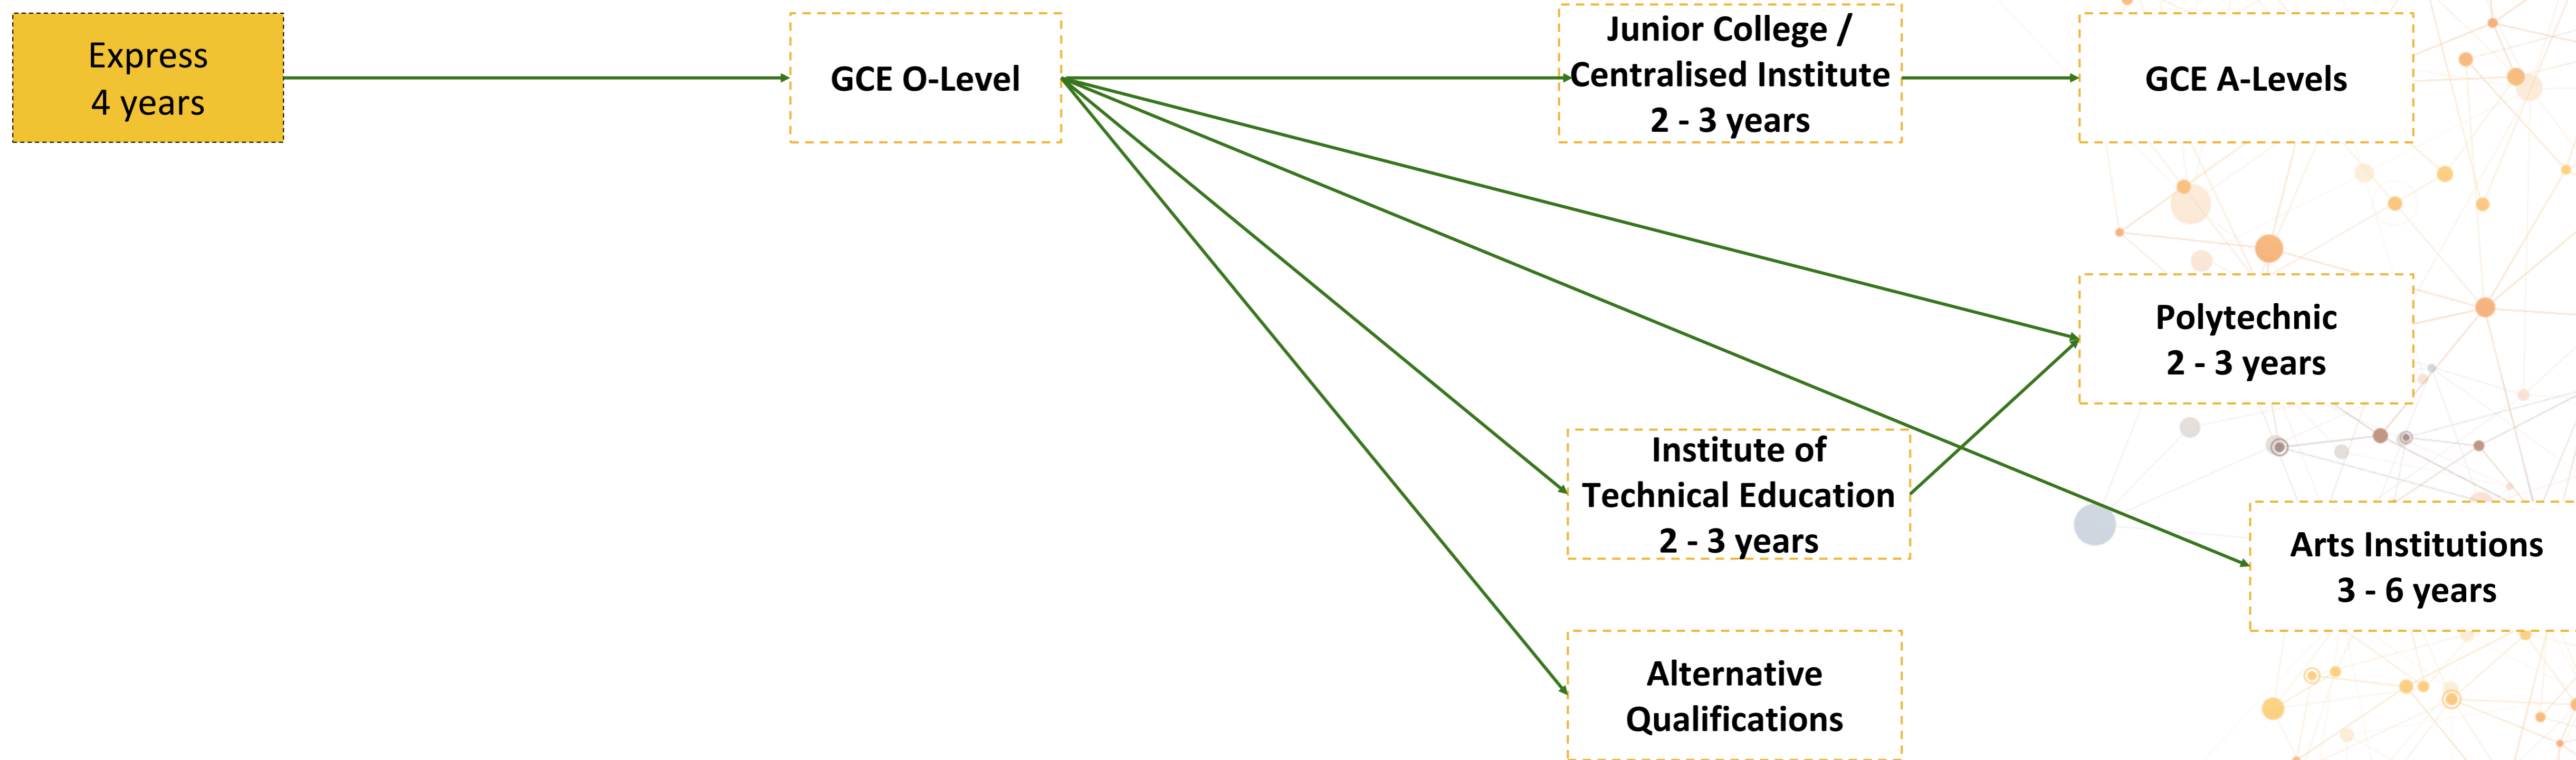 Express
4 years
GCE O-Level
Junior College /
Centralised Institute
2 - 3 years
GCE A-Levels
Polytechnic
2 - 3 years
Institute of
Technical Education
2 - 3 years
Arts Institutions
3 - 6 years
Alternative
Qualifications